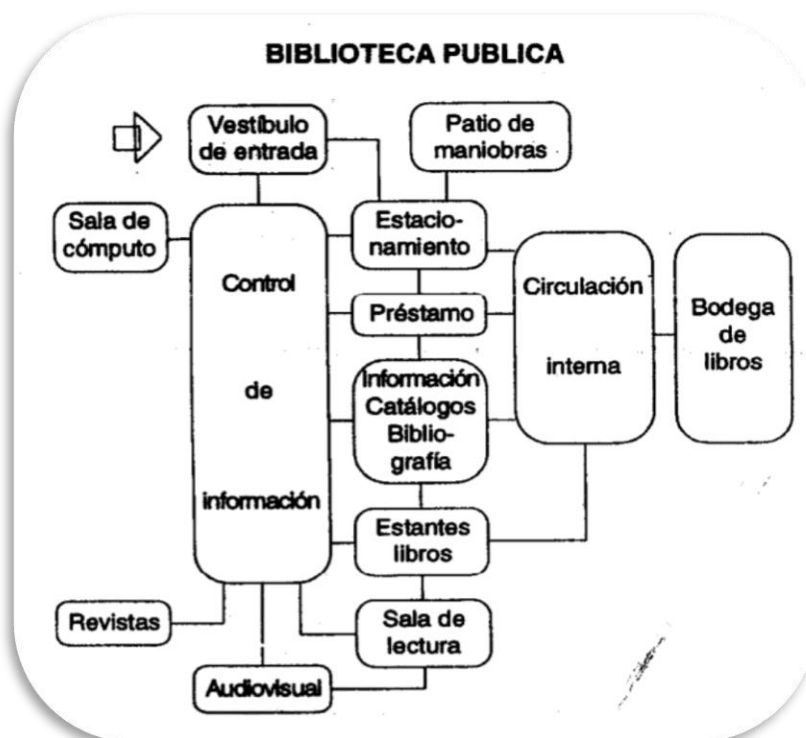 BIBLIOTECA PUBLICA
Vestíbulo
de entrada
Patio de
maniobras
Sala de
cómputo
Estacio-
namiento
Control
de
información
Préstamo
Circulación
interna
Bodega
de
libros
Información
Catálogos
Biblio-
grafía
Estantes
libros
Revistas
Sala de
lectura
Audiovisual